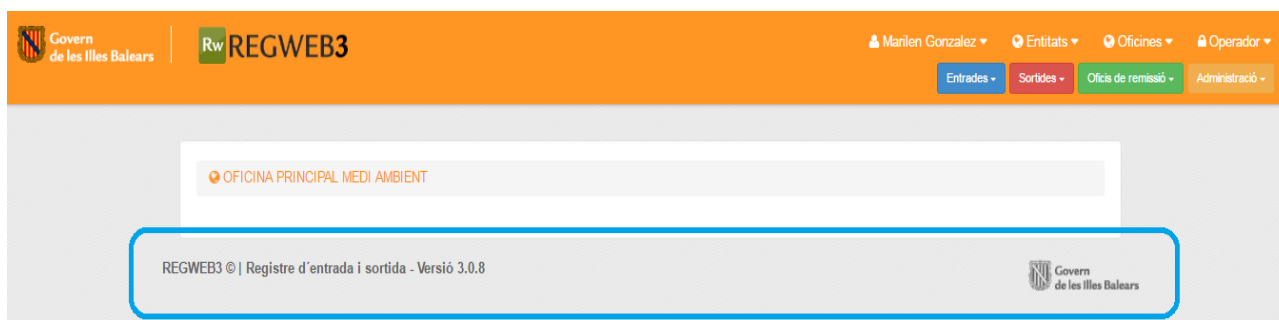 Govern
de les Illes Balears
Rw REGWEB3
Marilen Gonzalez Entitats Oficines Operador
Entrades Sortides Oficis de remissió Administració
OFICINA PRINCIPAL MEDI AMBIENT
REGWEB3 © | Registre d´entrada i sortida - Versió 3.0.8
Govern
de les Illes Balears